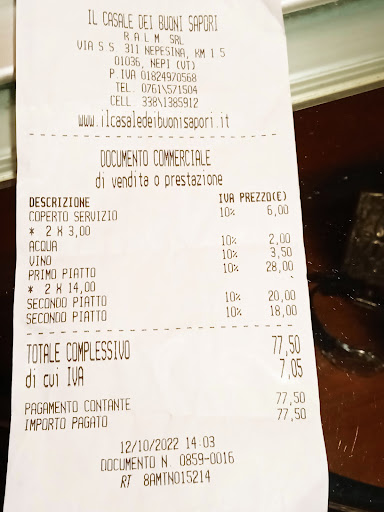 IL CASALE DEI BUONI SAPORI
R A L M SRL
VIA S S 311 NEPESINA, KM 1 5
01036, NEPI (VT)
P.IVA 01824970568
TEL. 0761\571504
CELL 338\1385912
www.ilcasaledeibuonisapori.it
DOCUMENTO COMMERCIALE
di vendita o prestazione
DESCRIZIONE IVA PREZZO(€)
COPERTO SERVIZIO 10% 6,00
* 2 X 3,00
ACQUA 10% 2,00
VINO 10% 3,50
PRIMO PIATTO 10% 28,00
* 2 X 14,00
SECONDO PIATTO 10% 20,00
SECONDO PIATTO 10% 18,00
TOTALE COMPLESSIVO 77,50
di cui IVA 7,05
PAGAMENTO CONTANTE 77,50
IMPORTO PAGATO 77,50
12/10/2022 14:03
DOCUMENTO N. 0859-0016
RT 8AMTN015214